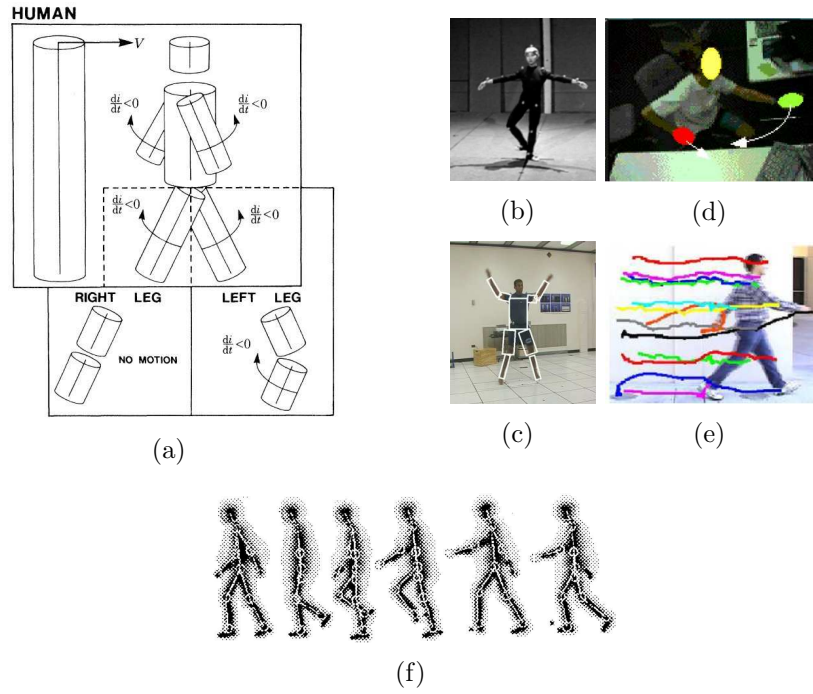 HUMAN
V
di/dt<0
di/dt<0
di/dt<0
di/dt<0
RIGHT LEG
LEFT LEG
NO MOTION
di/dt<0
(a)
(b)
(d)
(c)
(e)
(f)